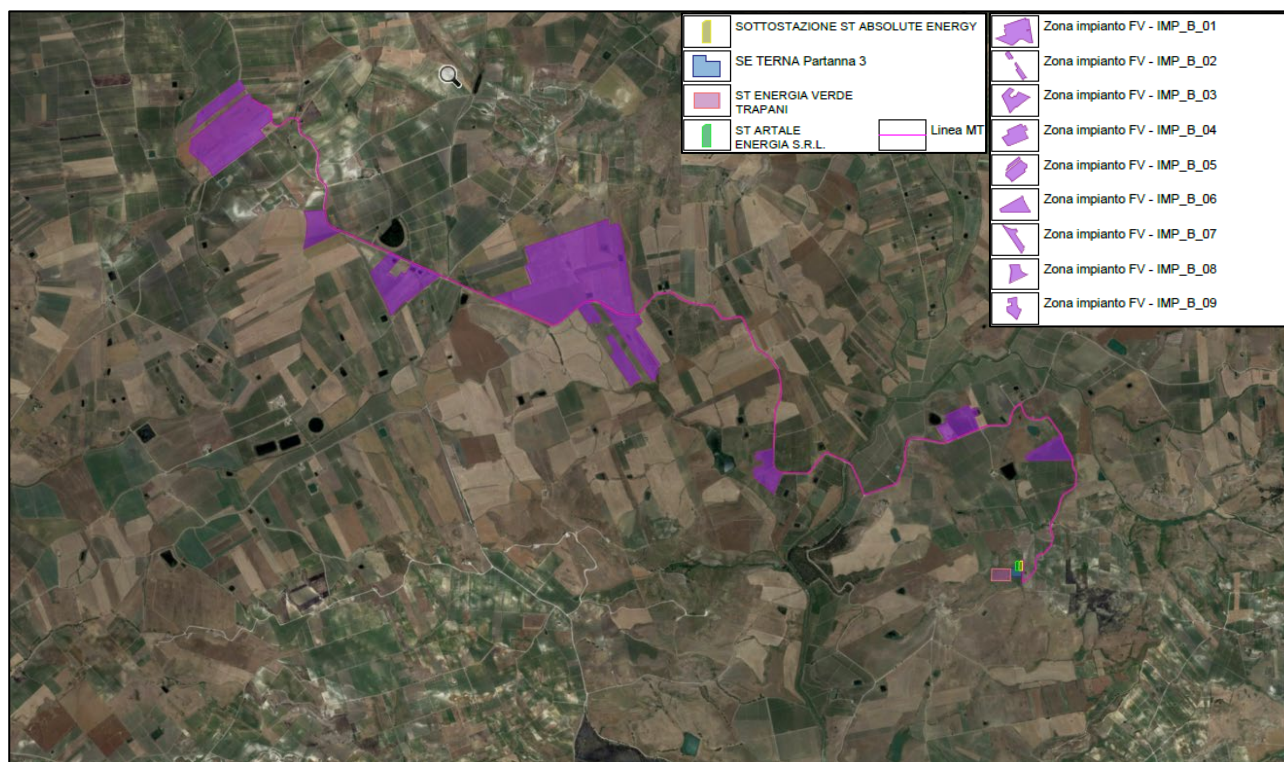 SOTTOSTAZIONE ST ABSOLUTE ENERGY
SE TERNA Partanna 3
ST ENERGIA VERDE
TRAPANI
ST ARTALE
ENERGIA S.R.L.
Linea MT
Zona impianto FV - IMP_B_01
Zona impianto FV - IMP_B_02
Zona impianto FV - IMP_B_03
Zona impianto FV - IMP_B_04
Zona impianto FV - IMP_B_05
Zona impianto FV - IMP_B_06
Zona impianto FV - IMP_B_07
Zona impianto FV - IMP_B_08
Zona impianto FV - IMP_B_09